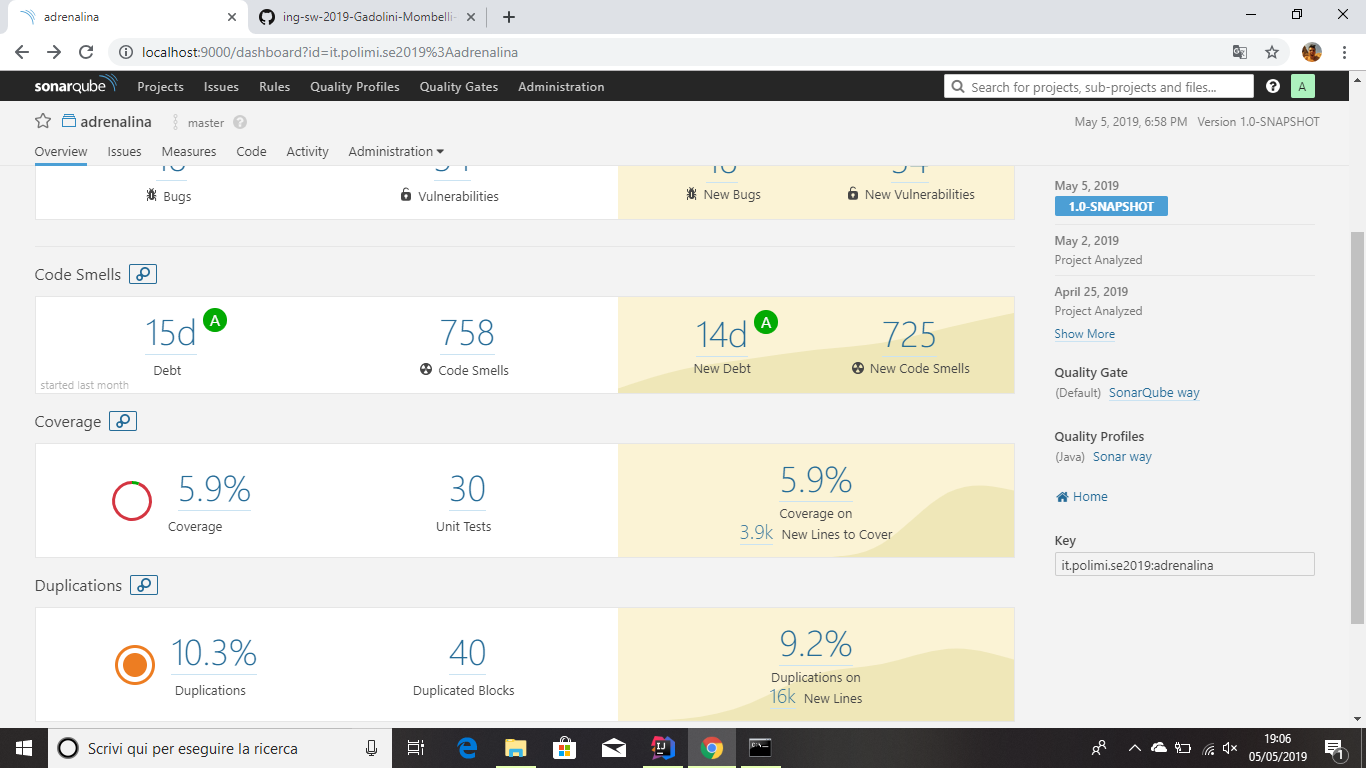 adrenalina
ing-sw-2019-Gadolini-Mombelli-
localhost:9000/dashboard?id=it.polimi.se2019%3Aadrenalina
sonarqube Projects Issues Rules Quality Profiles Quality Gates Administration
Search for projects, sub-projects and files...
A
adrenalina master
May 5, 2019, 6:58 PM Version 1.0-SNAPSHOT
Overview Issues Measures Code Activity Administration
Bugs
Vulnerabilities
New Bugs
New Vulnerabilities
Code Smells
15d A
Debt
started last month
758
Code Smells
14d A
New Debt
725
New Code Smells
Coverage
5.9%
Coverage
30
Unit Tests
5.9%
Coverage on
3.9k New Lines to Cover
Duplications
10.3%
Duplications
40
Duplicated Blocks
9.2%
Duplications on
16k New Lines
May 5, 2019
1.0-SNAPSHOT
May 2, 2019
Project Analyzed
April 25, 2019
Project Analyzed
Show More
Quality Gate
(Default) SonarQube way
Quality Profiles
(Java) Sonar way
Home
Key
it.polimi.se2019:adrenalina
Scrivi qui per eseguire la ricerca
19:06
05/05/2019
1